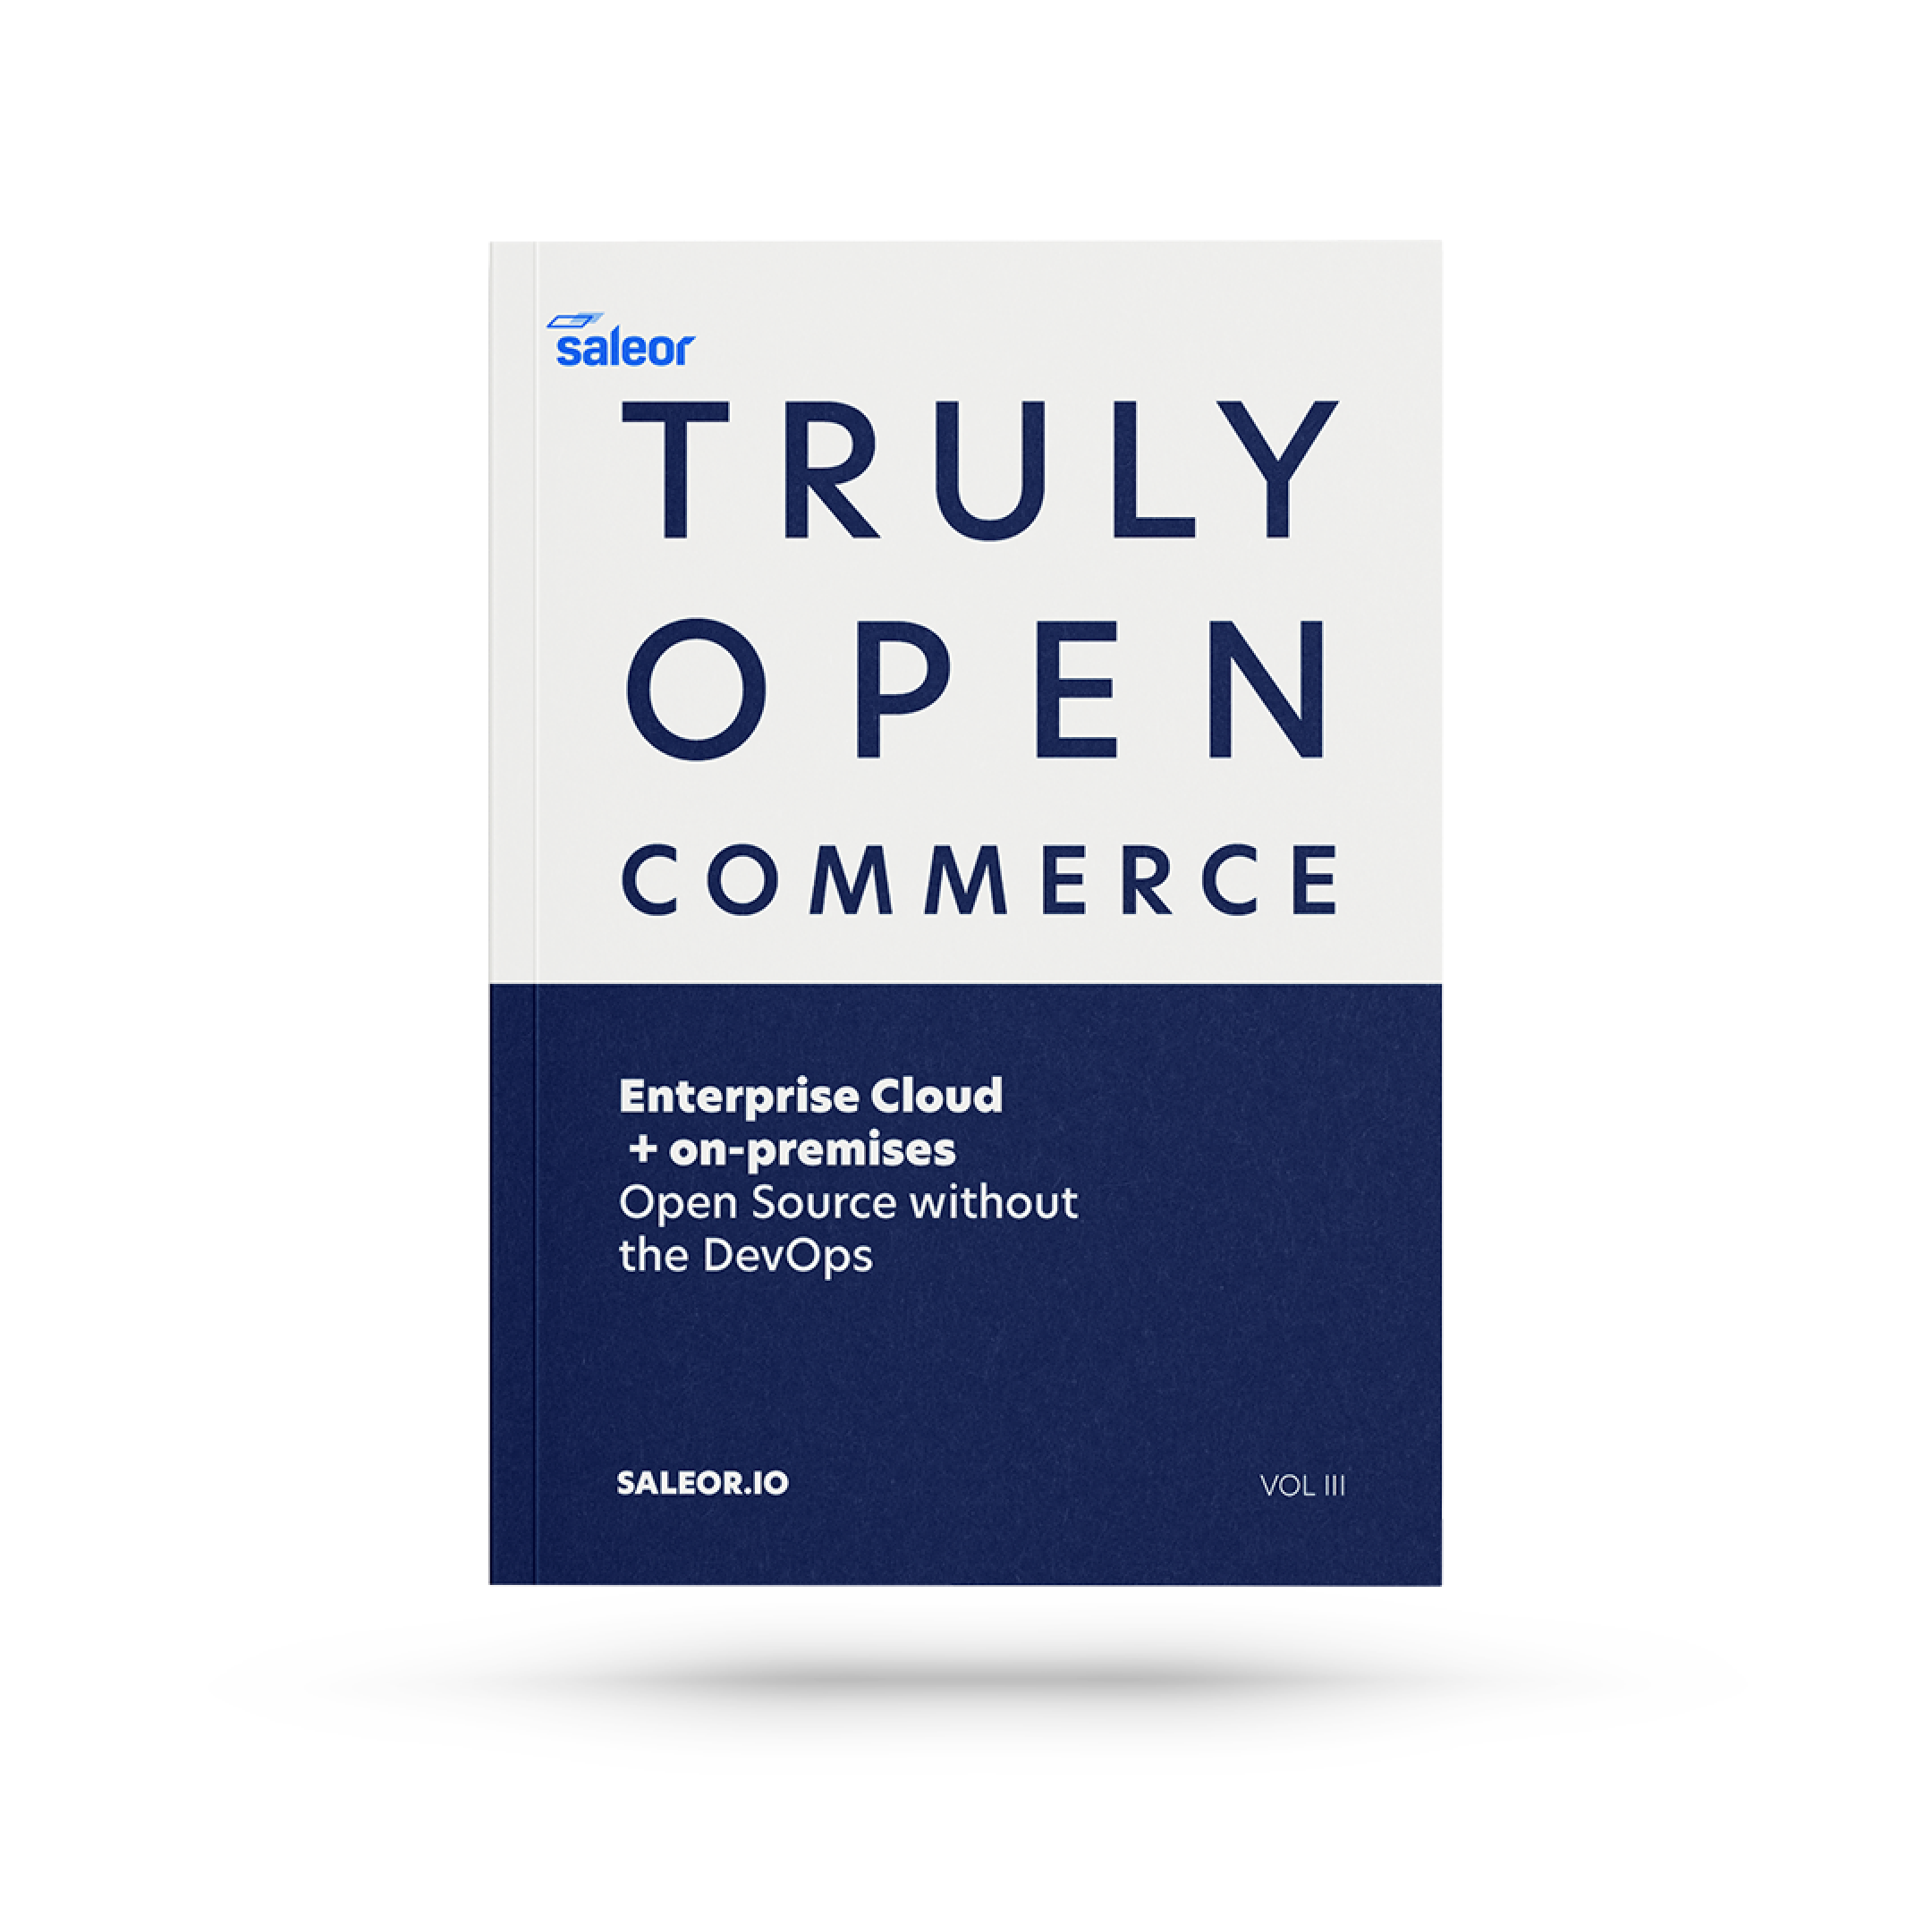 saleor
TRULY
OPEN
COMMERCE
Enterprise Cloud
+ on-premises
Open Source without
the DevOps
SALEOR.IO
VOL III